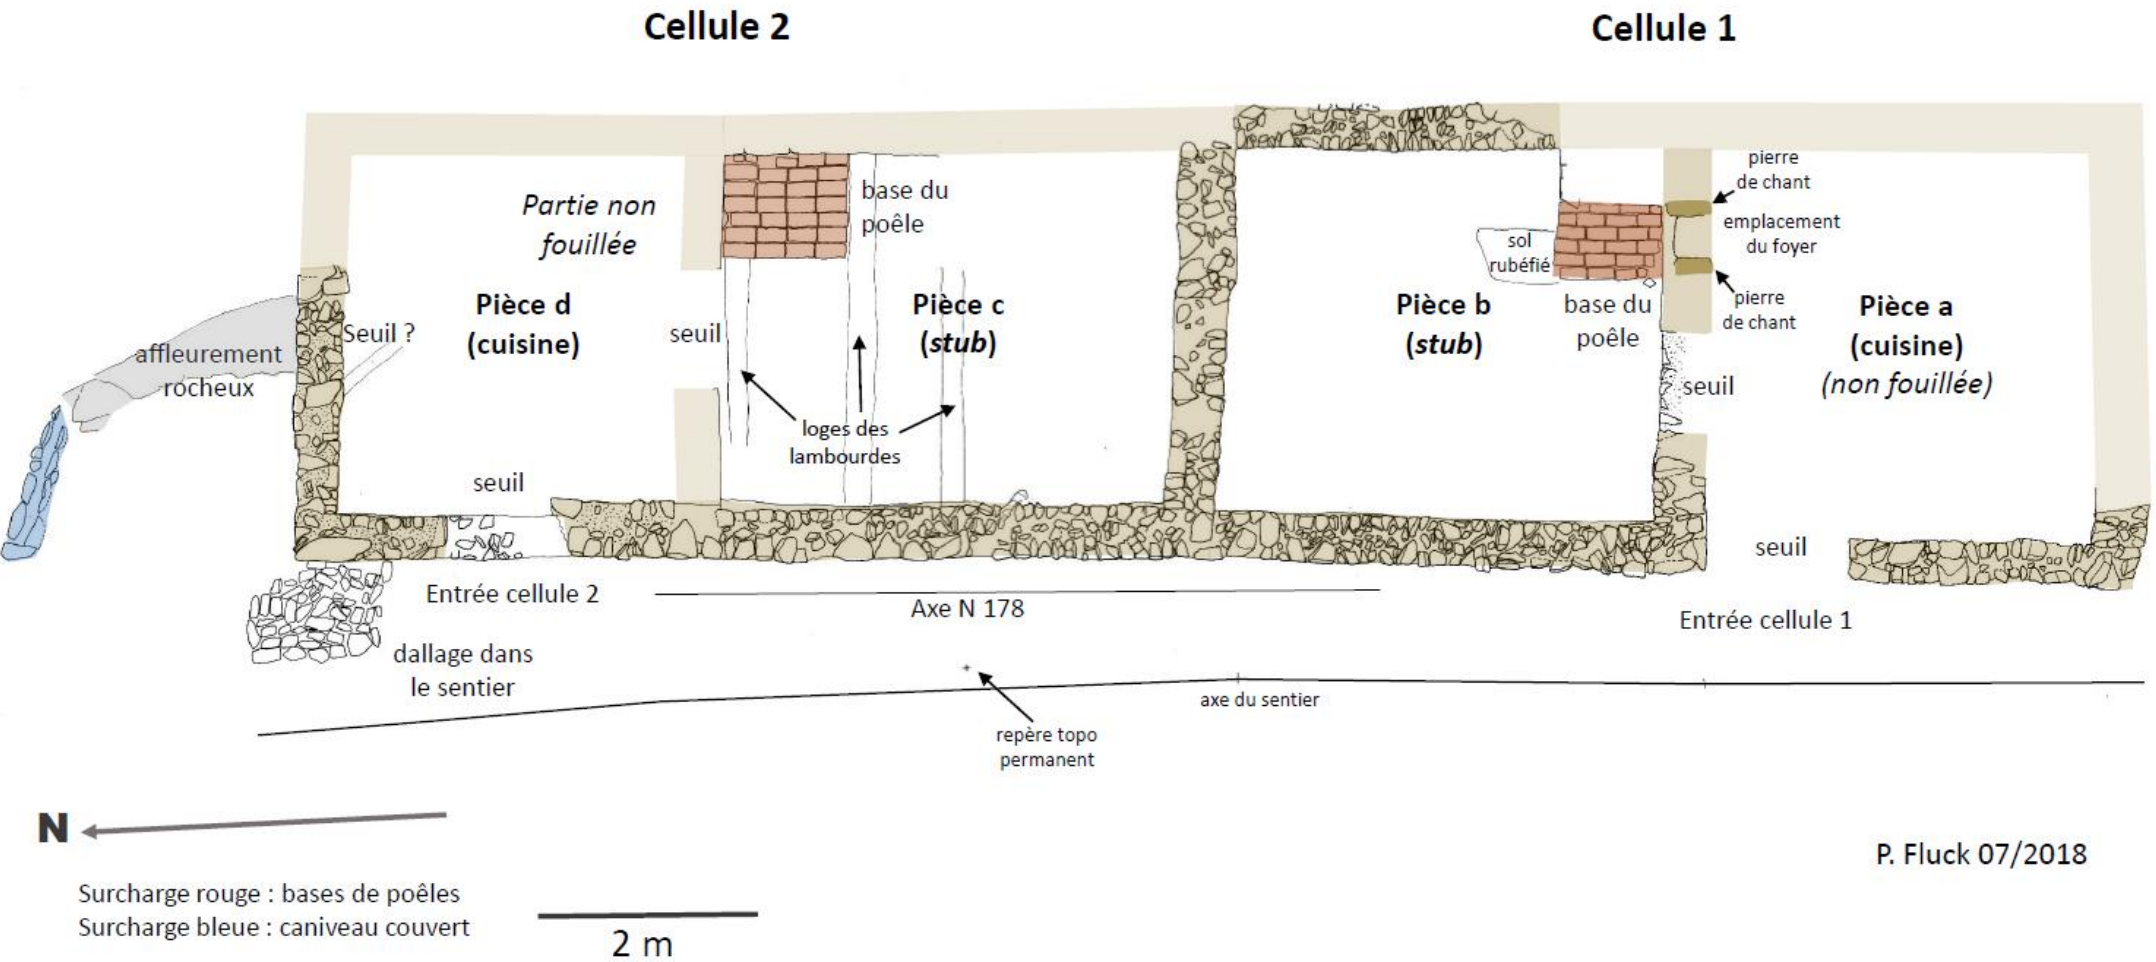 Cellule 2
Cellule 1
pierre
de chant
Partie non
fouillée
base du
poêle
emplacement
du foyer
sol
rubéfié
Pièce d
(cuisine)
Seuil ?
seuil
Pièce c
(stub)
Pièce b
(stub)
base du
poêle
pierre
de chant
Pièce a
(cuisine)
(non fouillée)
affleurement
rocheux
seuil
loges des
lambourdes
seuil
seuil
Entrée cellule 2
Axe N 178
Entrée cellule 1
dallage dans
le sentier
axe du sentier
repère topo
permanent
N
P. Fluck 07/2018
Surcharge rouge : bases de poêles
Surcharge bleue : caniveau couvert
2 m